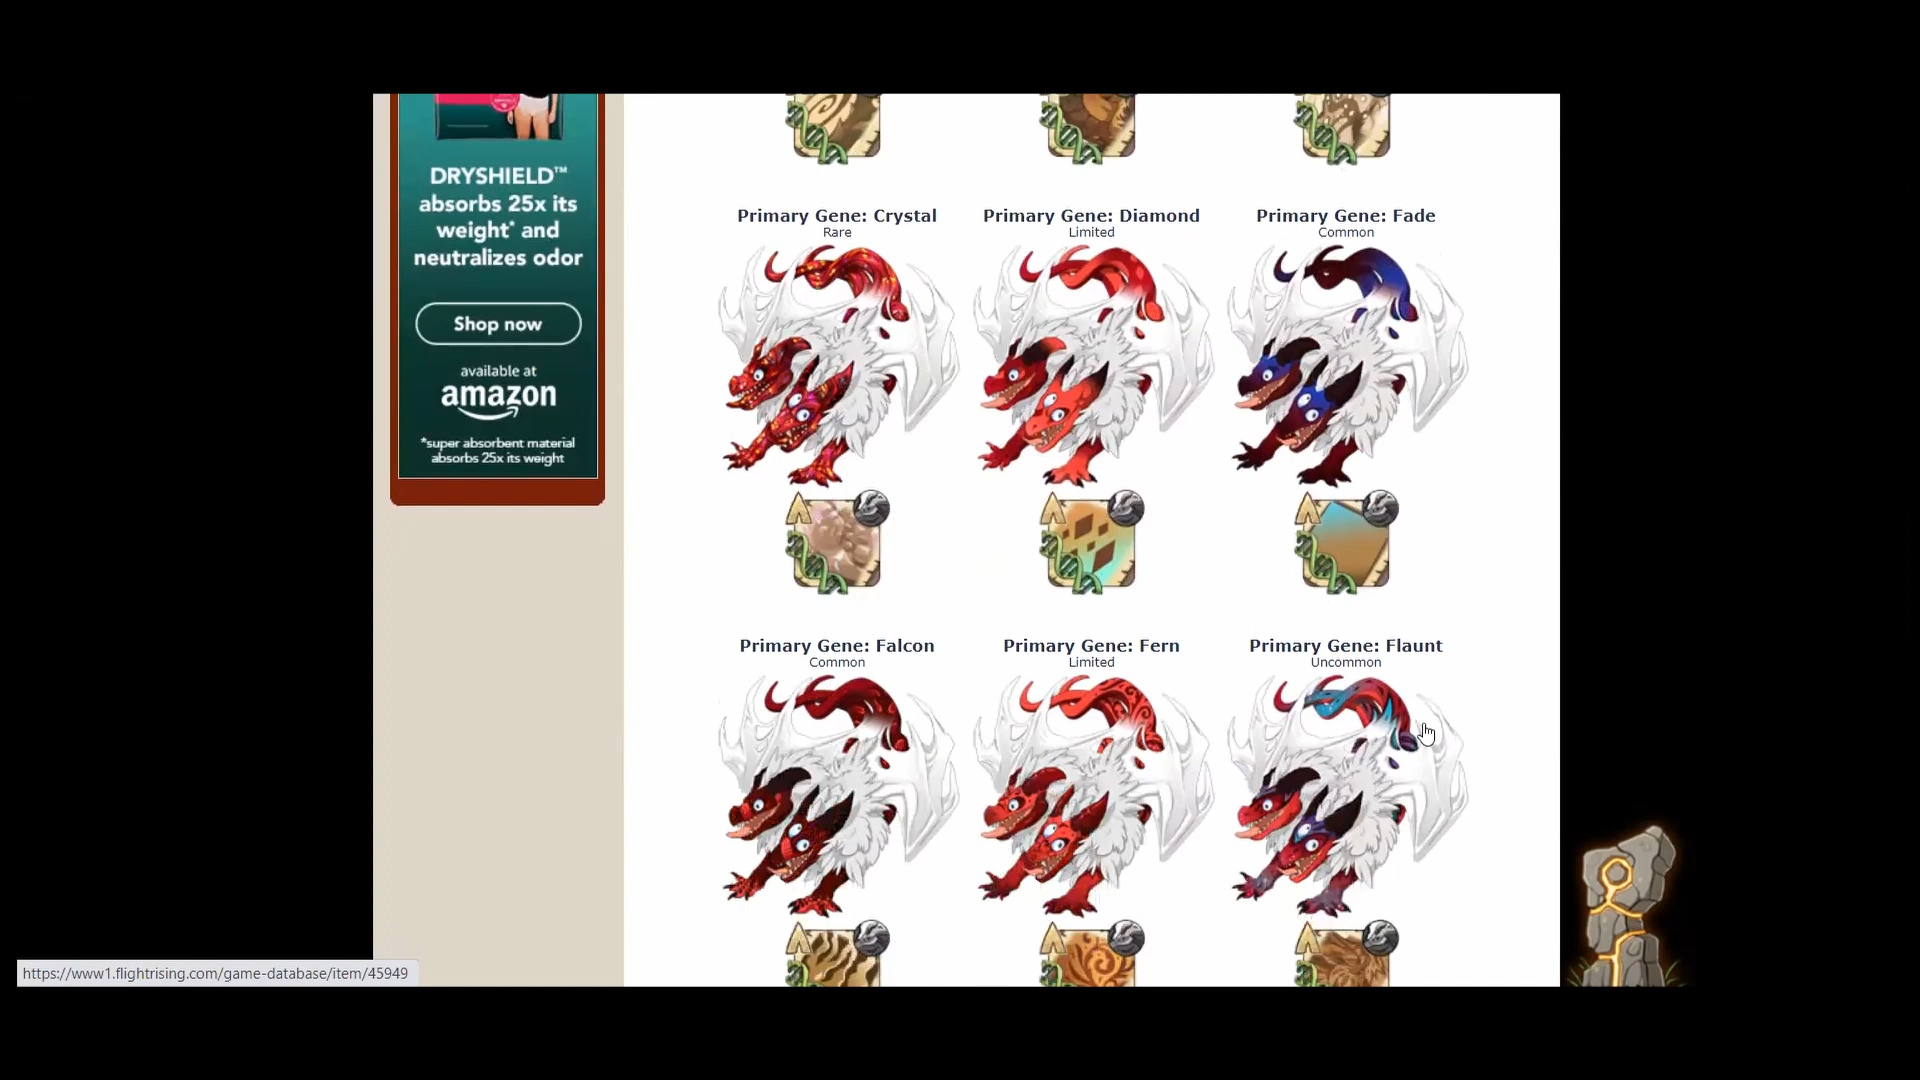 DRYSHIELD™
absorbs 25x its
weight* and
neutralizes odor
Shop now
available at
amazon
*super absorbent material
absorbs 25x its weight
Primary Gene: Crystal
Rare
Primary Gene: Diamond
Limited
Primary Gene: Fade
Common
Primary Gene: Falcon
Common
Primary Gene: Fern
Limited
Primary Gene: Flaunt
Uncommon
https://www1.flightrising.com/game-database/item/45949